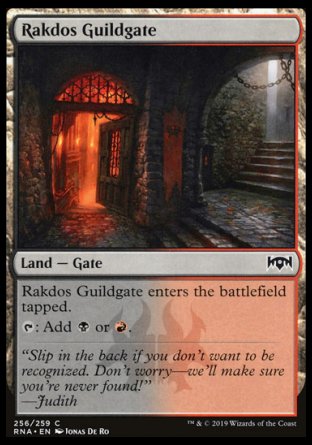 Rakdos Guildgate
Land — Gate
Rakdos Guildgate enters the battlefield
tapped.
: Add or .
“Slip in the back if you don’t want to be
recognized. Don’t worry—we’ll make sure
you’re never found!”
—Judith
256/259 C
RNA • EN Jonas De Ro
™ & © 2019 Wizards of the Coast